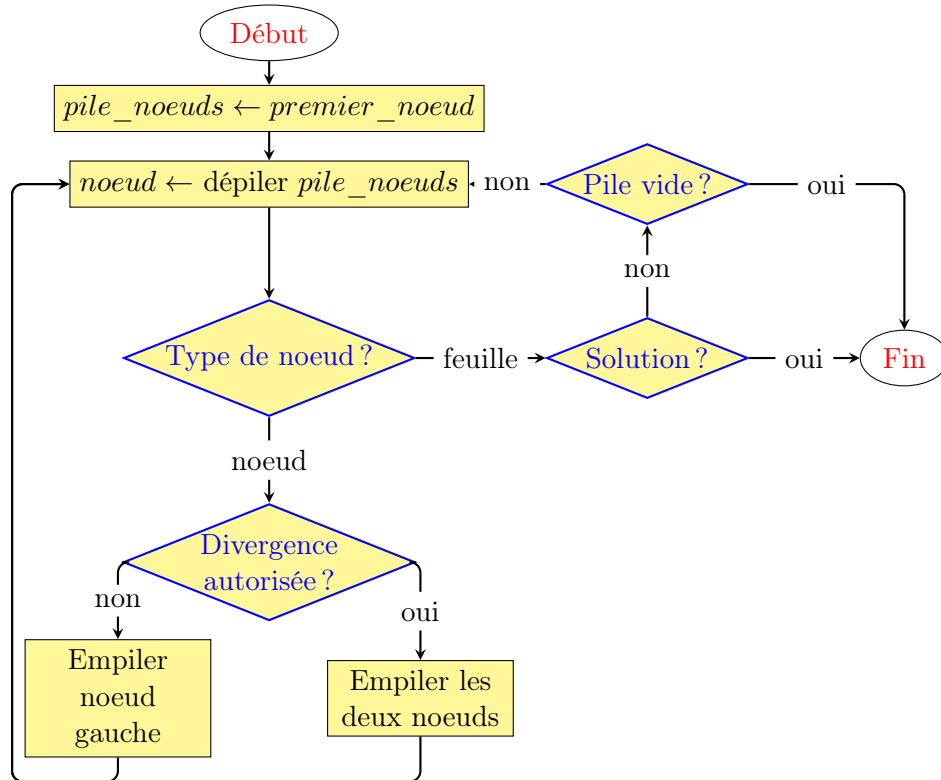 Début
pile_noeuds ← premier_noeud
noeud ← dépiler pile_noeuds
non
Pile vide ?
oui
non
Type de noeud ?
feuille
Solution ?
oui
Fin
noeud
Divergence
autorisée ?
non
oui
Empiler
noeud
gauche
Empiler les
deux noeuds